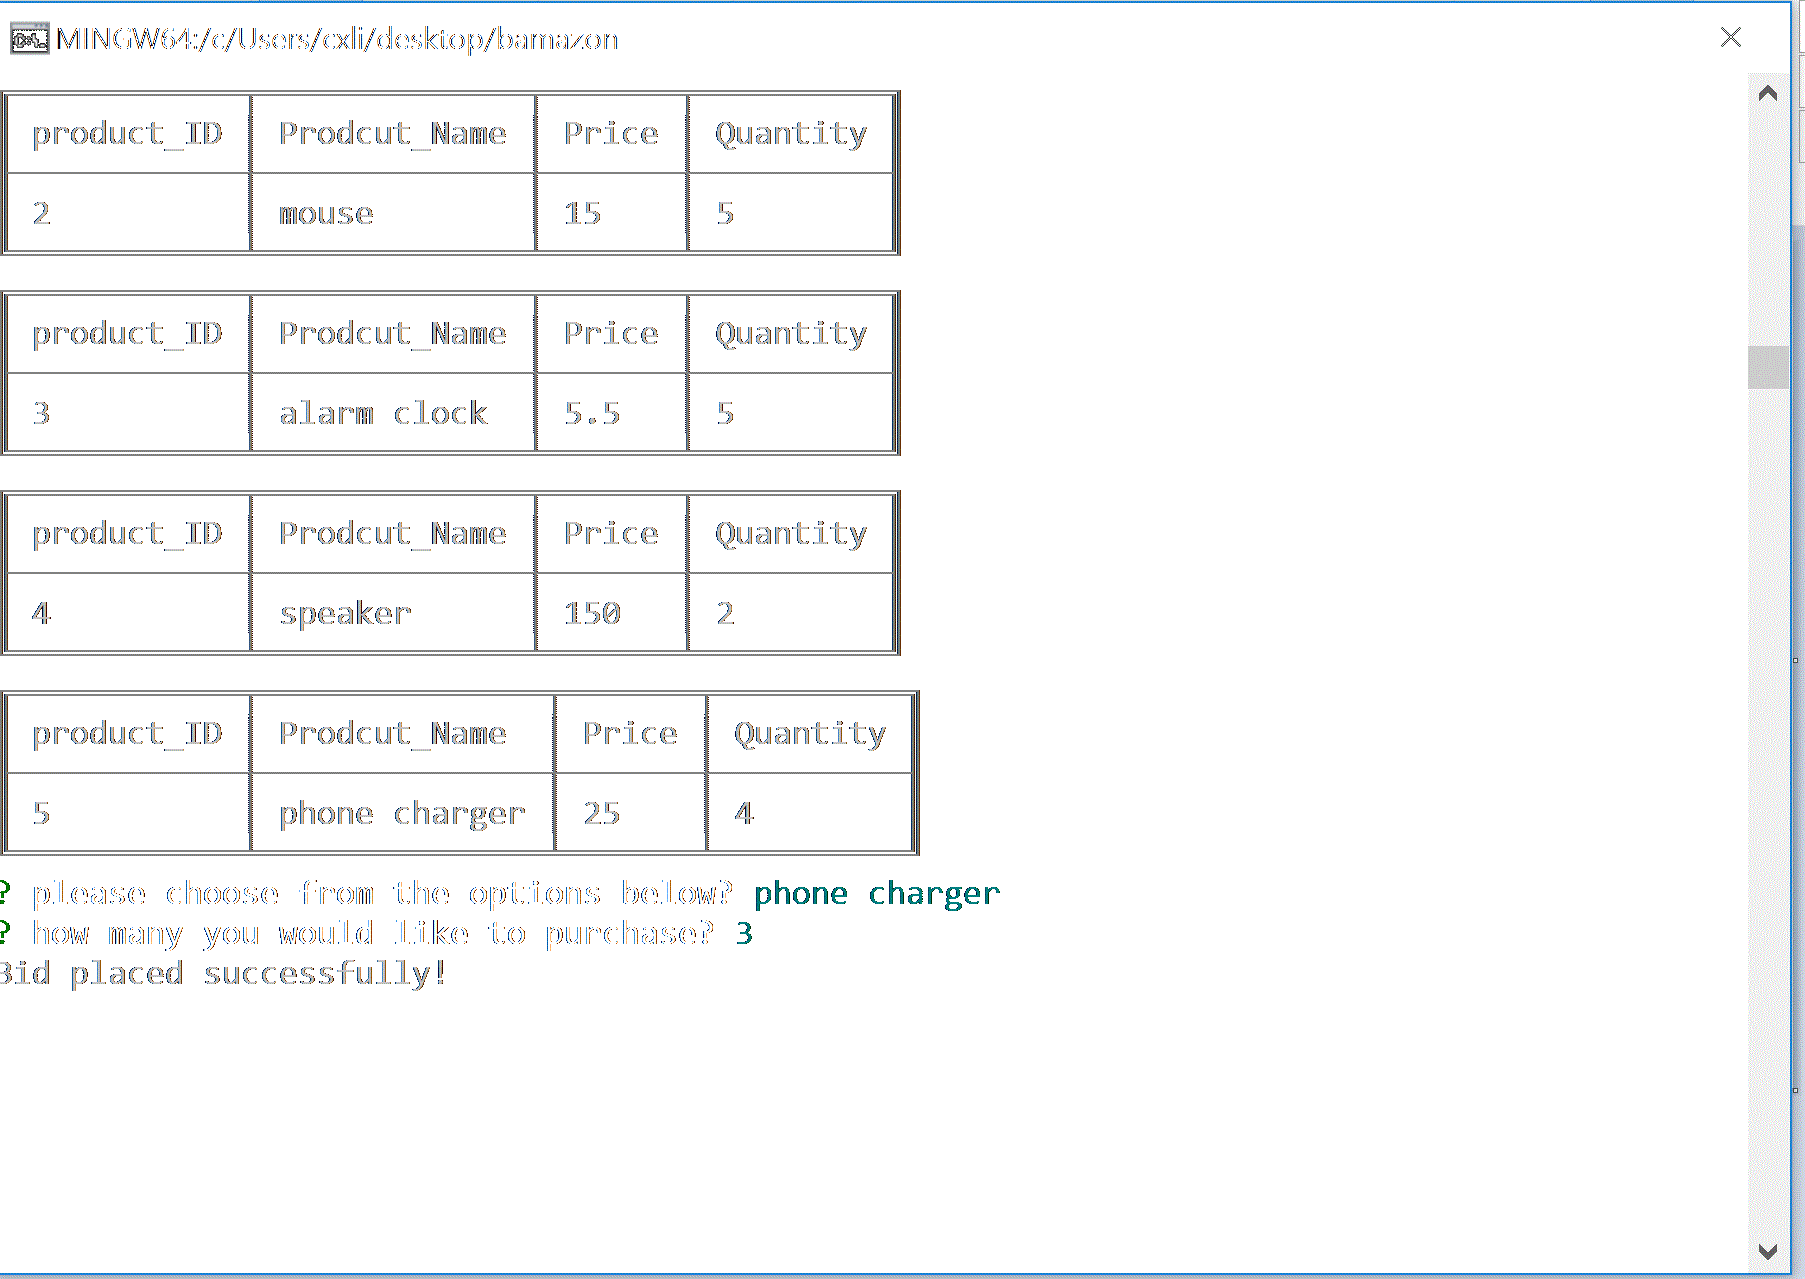 MINGW64:/c/Users/cxli/desktop/bamazon
product_ID Prodcut_Name Price Quantity
2 mouse 15 5
product_ID Prodcut_Name Price Quantity
3 alarm clock 5.5 5
product_ID Prodcut_Name Price Quantity
4 speaker 150 2
product_ID Prodcut_Name Price Quantity
5 phone charger 25 4
? please choose from the options below? phone charger
? how many you would like to purchase? 3
Bid placed successfully!